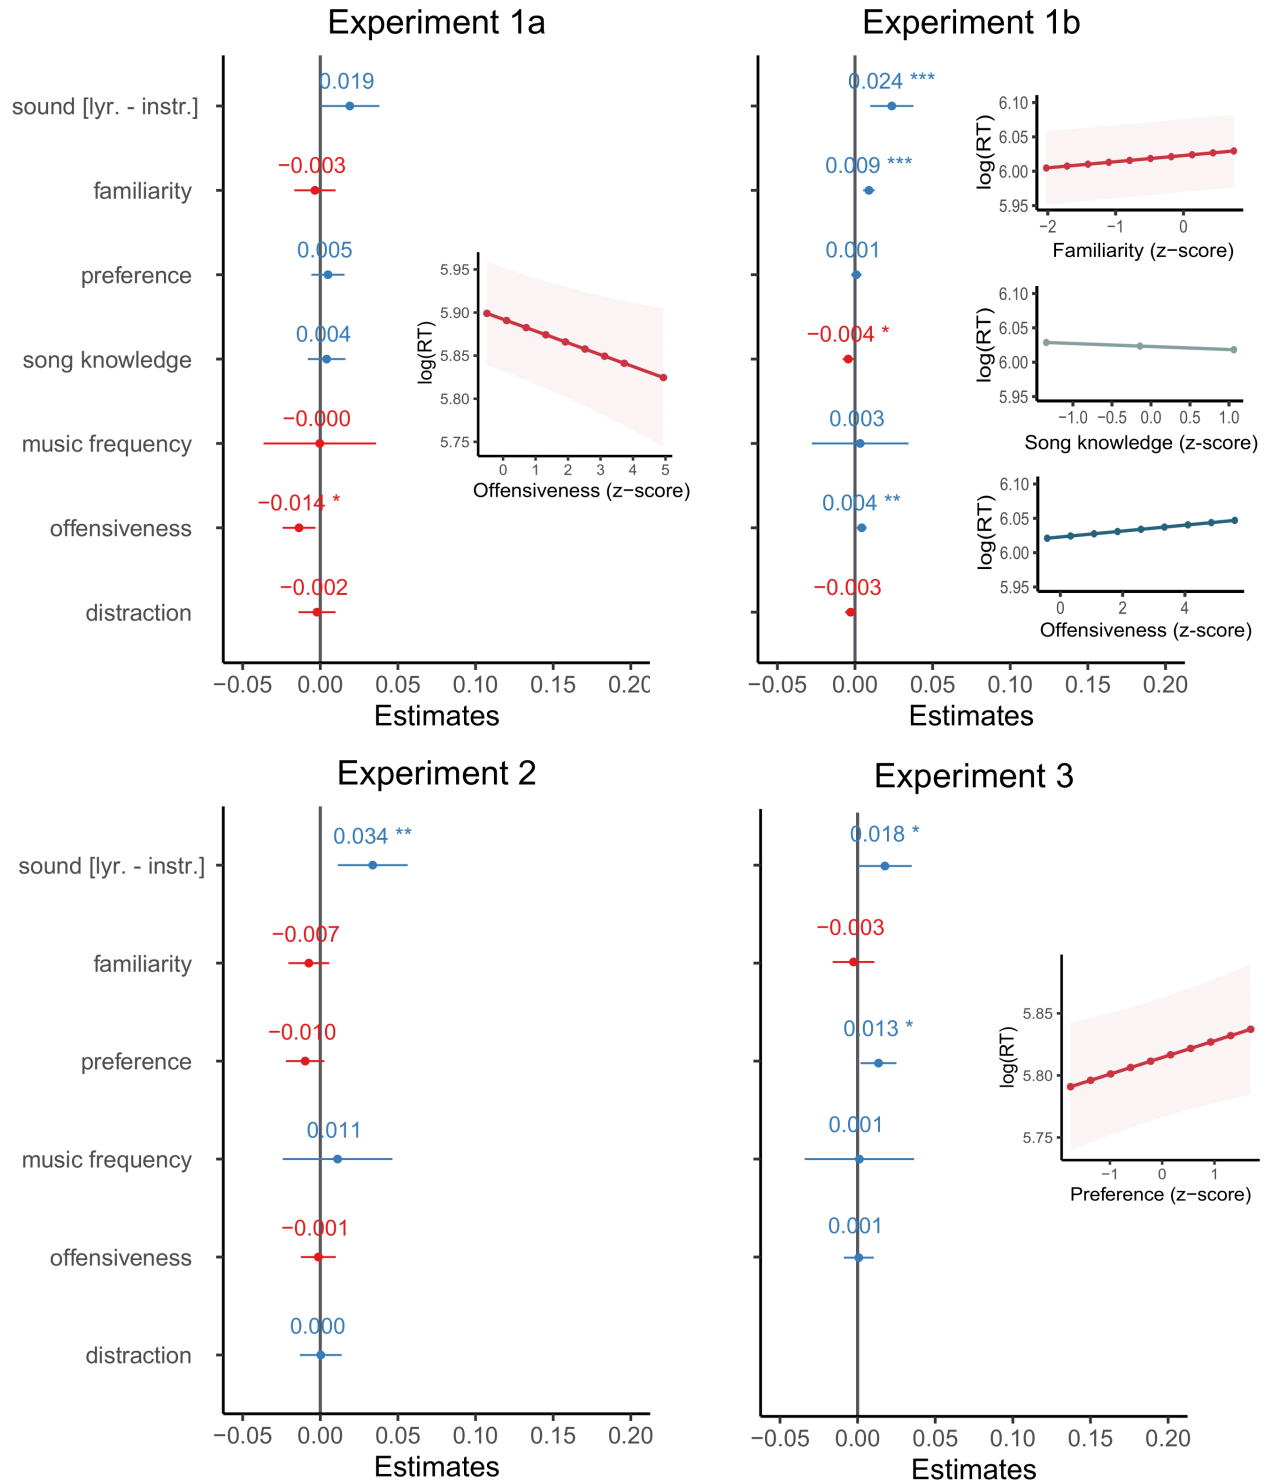 Experiment 1a
sound [lyr. - instr.]
0.019
familiarity
−0.003
preference
0.005
song knowledge
0.004
music frequency
−0.000
offensiveness
−0.014 *
distraction
−0.002
−0.05 0.00 0.05 0.10 0.15 0.20
Estimates
5.95
5.90
5.85
5.80
5.75
log(RT)
0 1 2 3 4 5
Offensiveness (z−score)
Experiment 1b
0.024 ***
0.009 ***
0.001
−0.004 *
0.003
0.004 **
−0.003
−0.05 0.00 0.05 0.10 0.15 0.20
Estimates
6.10
6.05
6.00
5.95
log(RT)
−2 −1 0
Familiarity (z−score)
6.10
6.05
6.00
5.95
log(RT)
−1.0 −0.5 0.0 0.5 1.0
Song knowledge (z-score)
6.10
6.05
6.00
5.95
log(RT)
0 2 4
Offensiveness (z-score)
Experiment 2
sound [lyr. - instr.]
0.034 **
familiarity
−0.007
preference
−0.010
music frequency
0.011
offensiveness
−0.001
distraction
0.000
−0.05 0.00 0.05 0.10 0.15 0.20
Estimates
Experiment 3
0.018 *
−0.003
0.013 *
0.001
0.001
−0.05 0.00 0.05 0.10 0.15 0.20
Estimates
5.85
5.80
5.75
log(RT)
−1 0 1
Preference (z−score)